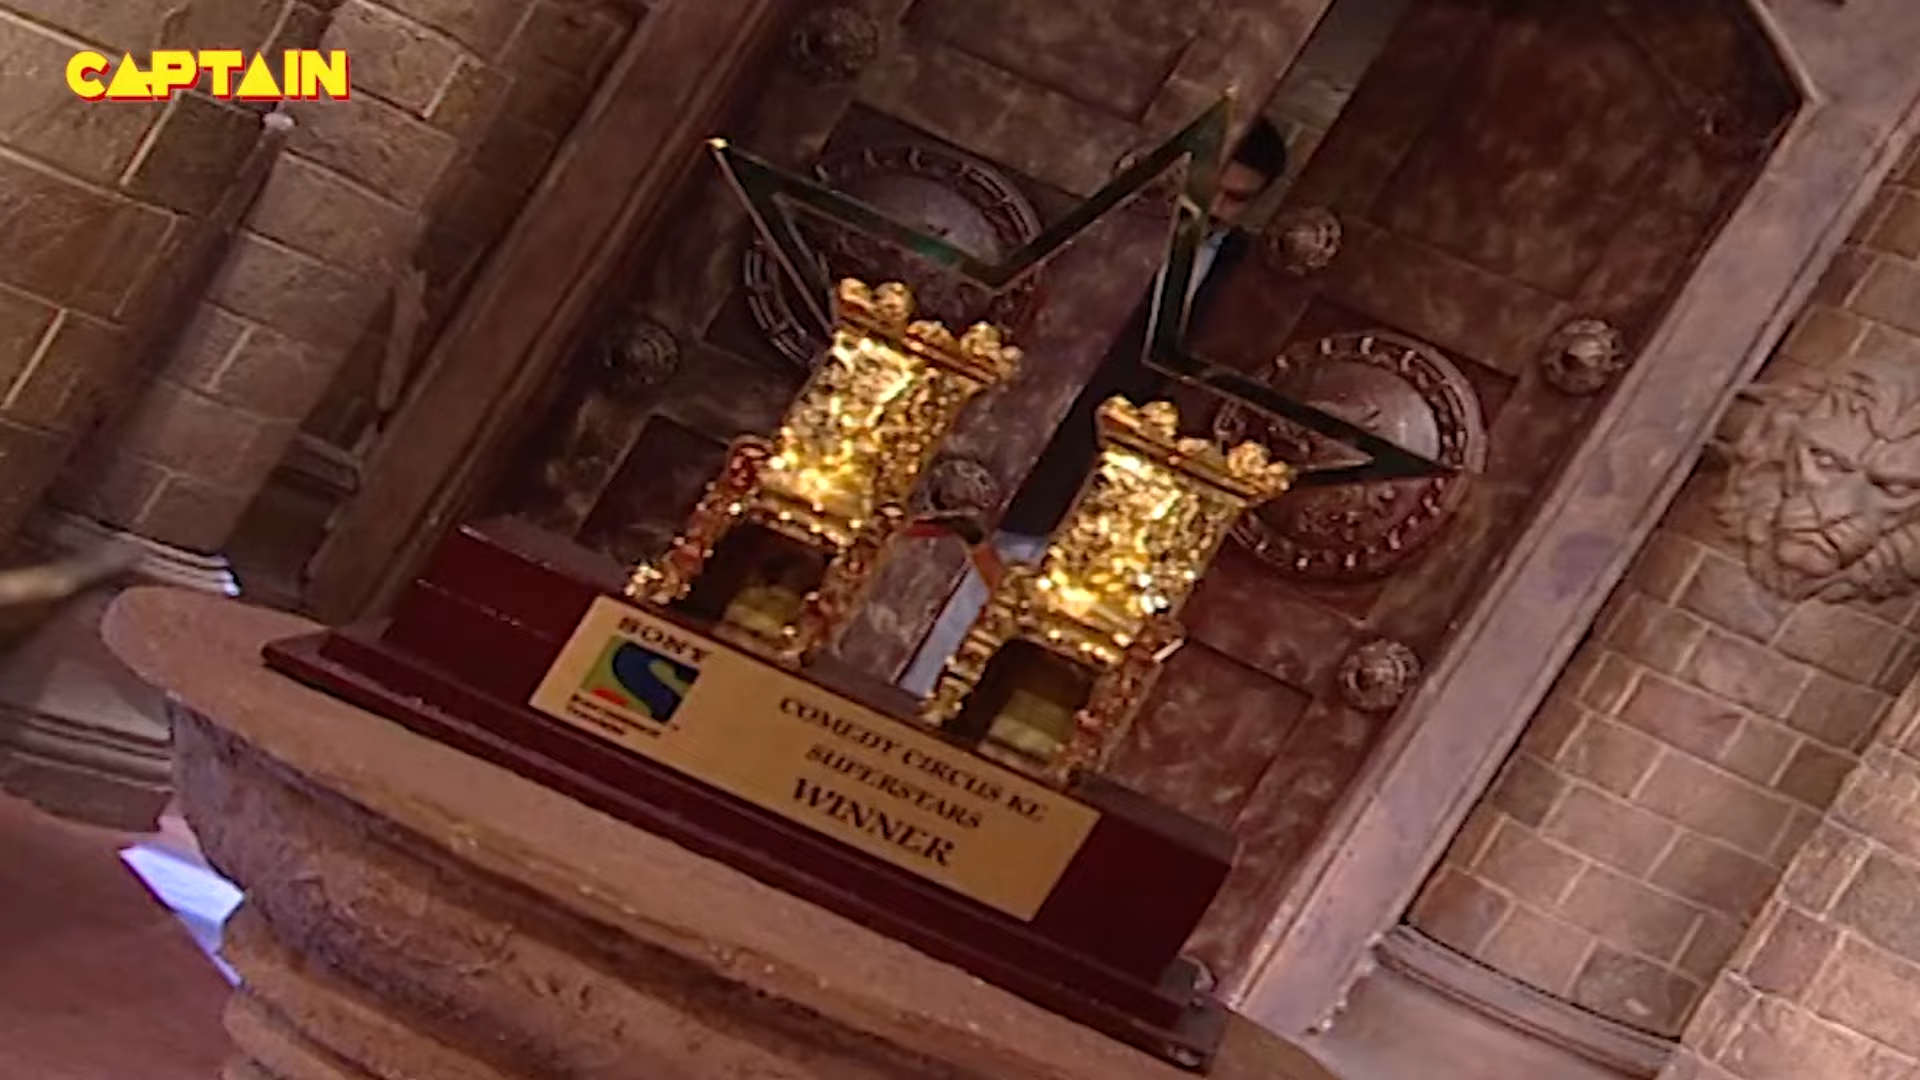 CAPTAIN
SONY
COMEDY CIRCUS KE
SUPERSTARS
WINNER